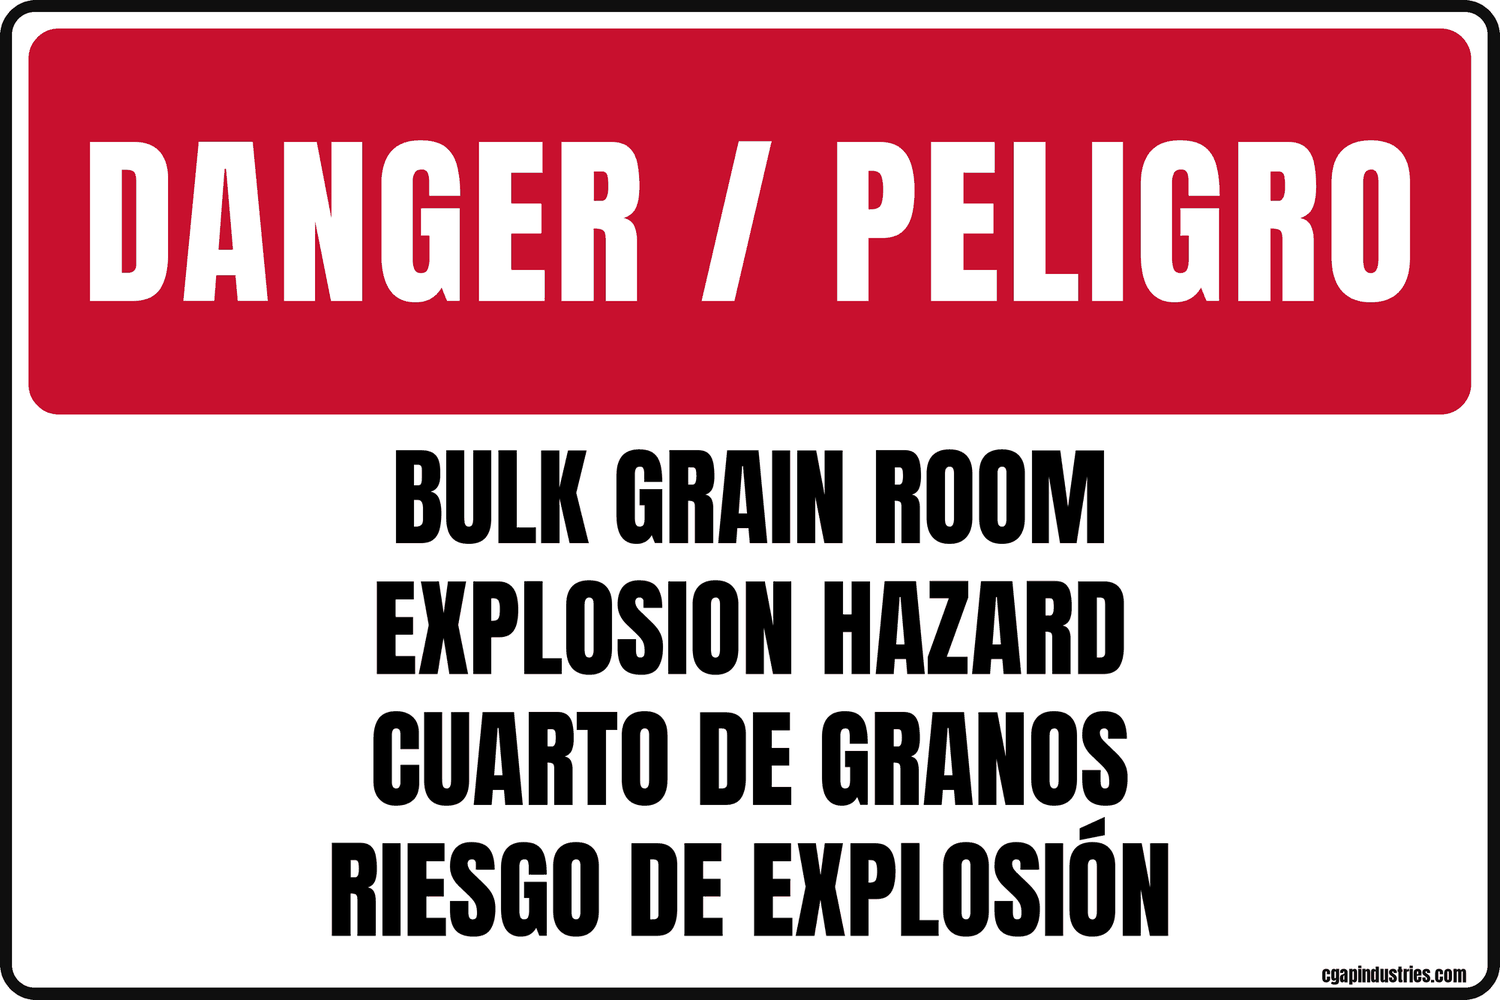 DANGER / PELIGRO
BULK GRAIN ROOM
EXPLOSION HAZARD
CUARTO DE GRANOS
RIESGO DE EXPLOSIÓN
cgapindustries.com